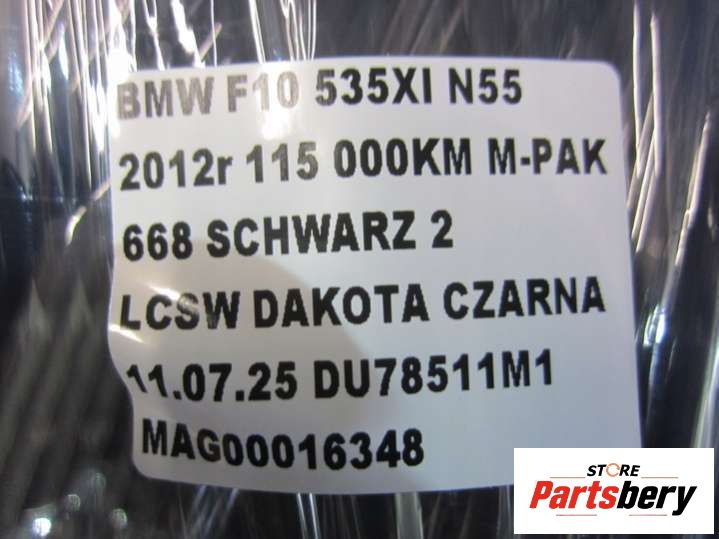 BMW F10 535XI N55
2012r 115 000KM M-PAK
668 SCHWARZ 2
LCSW DAKOTA CZARNA
11.07.25 DU78511M1
MAG00016348
STORE
Partsbery